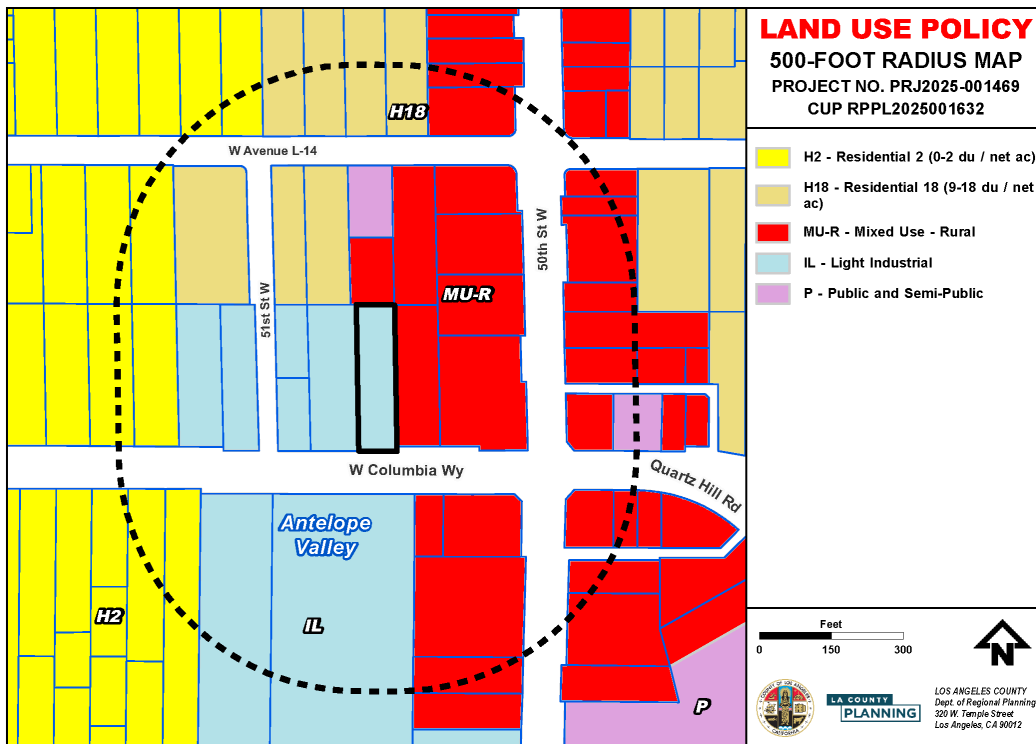 LAND USE POLICY
500-FOOT RADIUS MAP
PROJECT NO. PRJ2025-001469
CUP RPPL2025001632
H2 - Residential 2 (0-2 du / net ac)
H18 - Residential 18 (9-18 du / net
ac)
MU-R - Mixed Use - Rural
IL - Light Industrial
P - Public and Semi-Public
H18
W Avenue L-14
50th St W
51st St W
MU-R
W Columbia Wy
Quartz Hill Rd
Antelope
Valley
H2
IL
P
Feet
0 150 300
N
LA COUNTY
PLANNING
LOS ANGELES COUNTY
Dept. of Regional Planning
320 W. Temple Street
Los Angeles, CA 90012